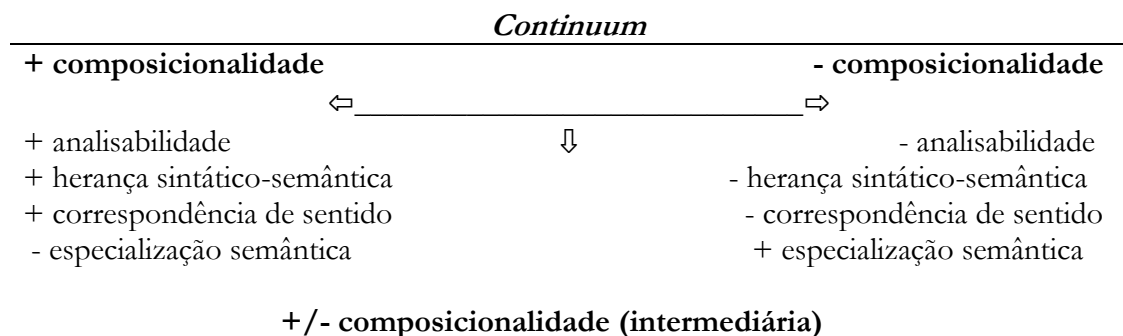 Continuum
+ composicionalidade - composicionalidade
⇦______________________________⇨
+ analisabilidade ⇩ - analisabilidade
+ herança sintático-semântica - herança sintático-semântica
+ correspondência de sentido - correspondência de sentido
- especialização semântica + especialização semântica
+/- composicionalidade (intermediária)